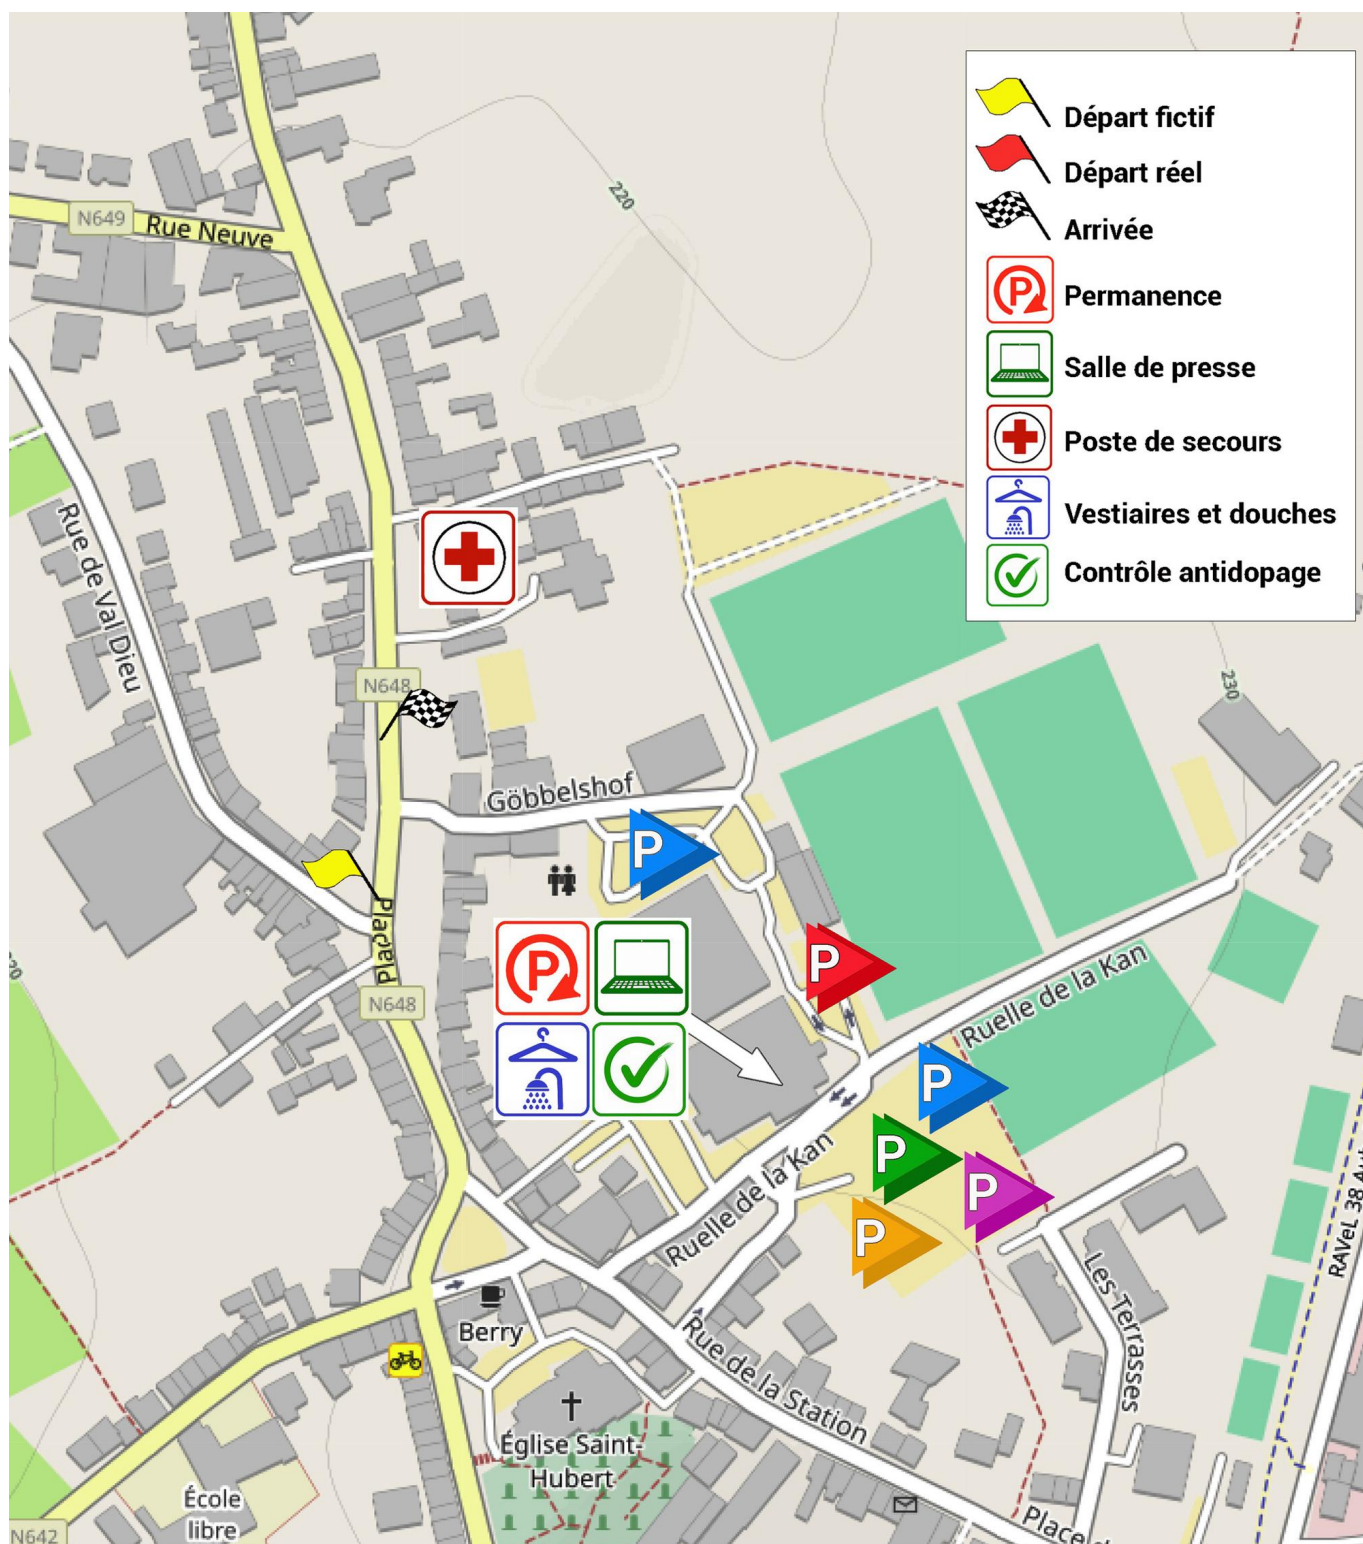 Départ fictif
Départ réel
Arrivée
Permanence
Salle de presse
Poste de secours
Vestiaires et douches
Contrôle antidopage
220
N649
Rue Neuve
Rue de Val Dieu
N648
230
Göbbelshof
P
P
N648
Ruelle de la Kan
P
P
P
P
Ruelle de la Kan
RAVeL 38
Les Terrasses
Berry
Rue de la Station
Église Saint-
Hubert
École
libre
N642
Place d